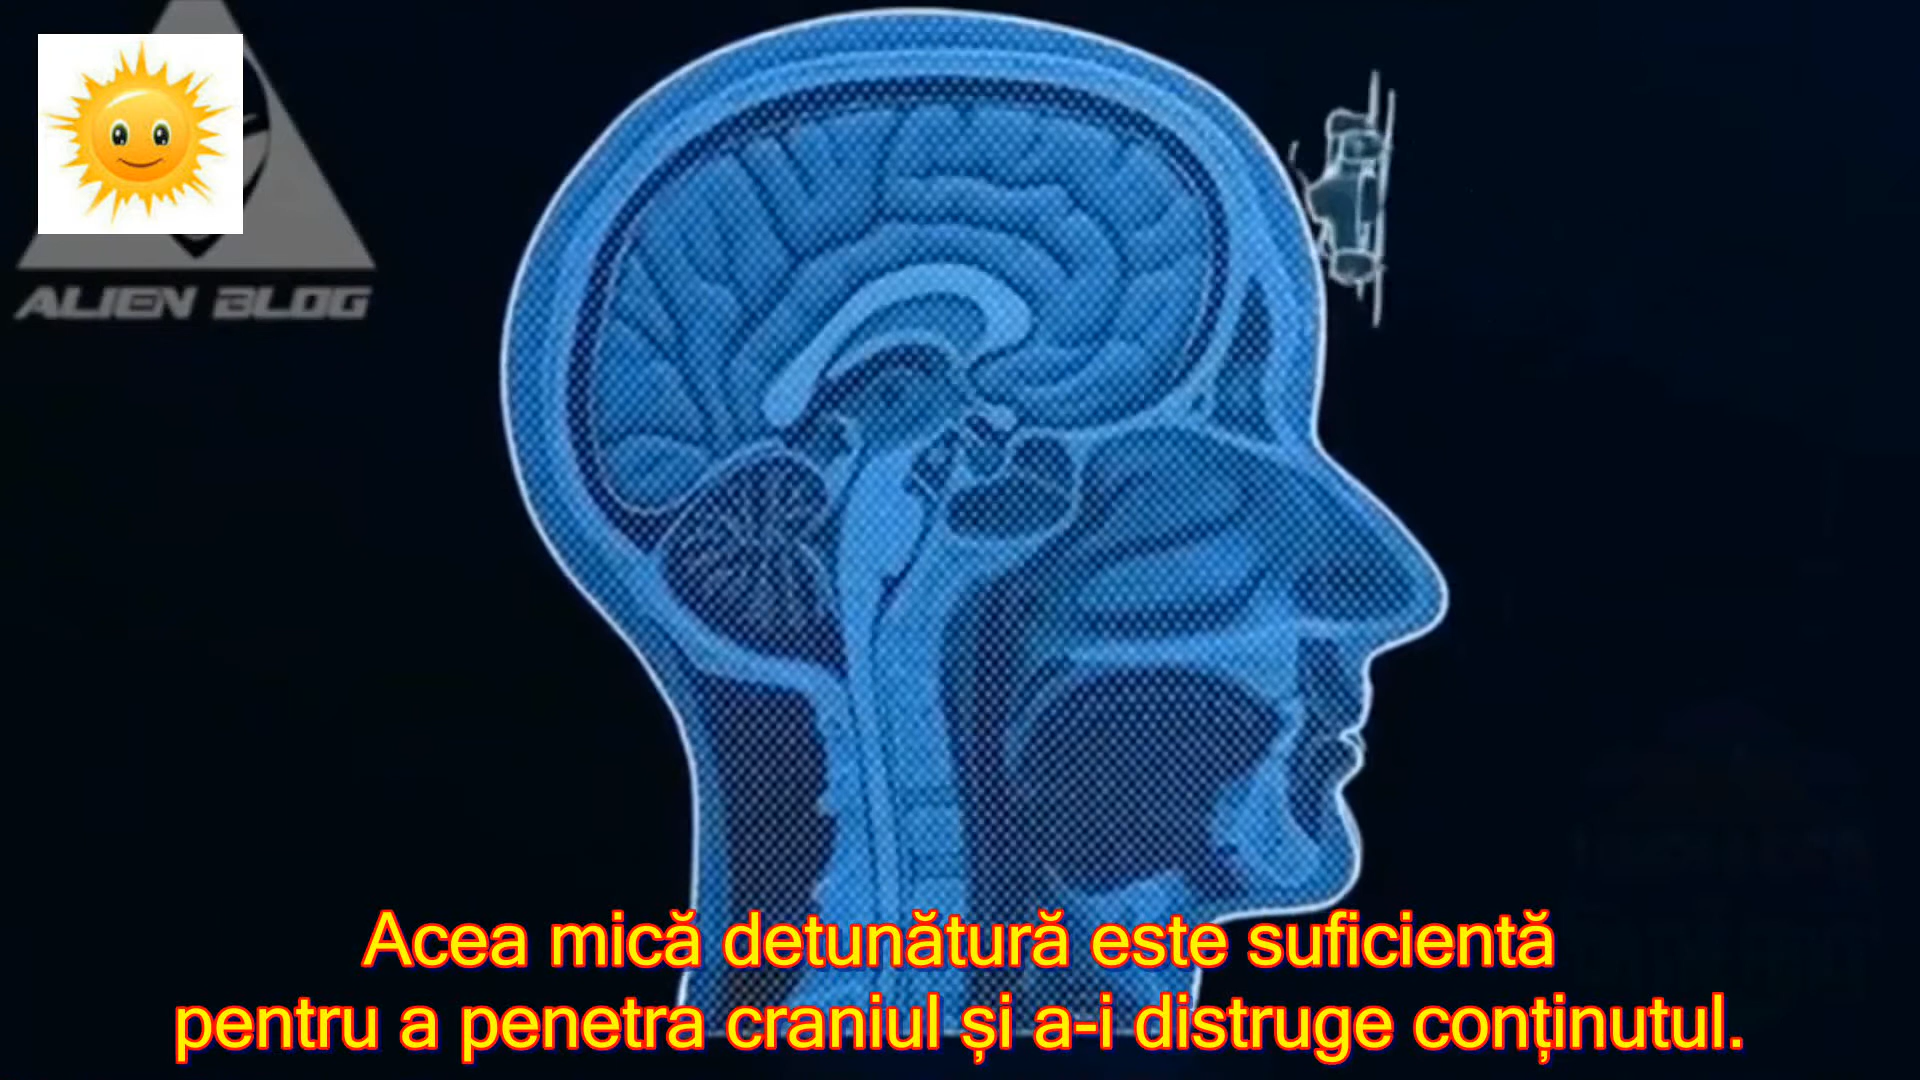 ALIEN BLOG
Acea mică detunătură este suficientă
pentru a penetra craniul și a-i distruge conținutul.